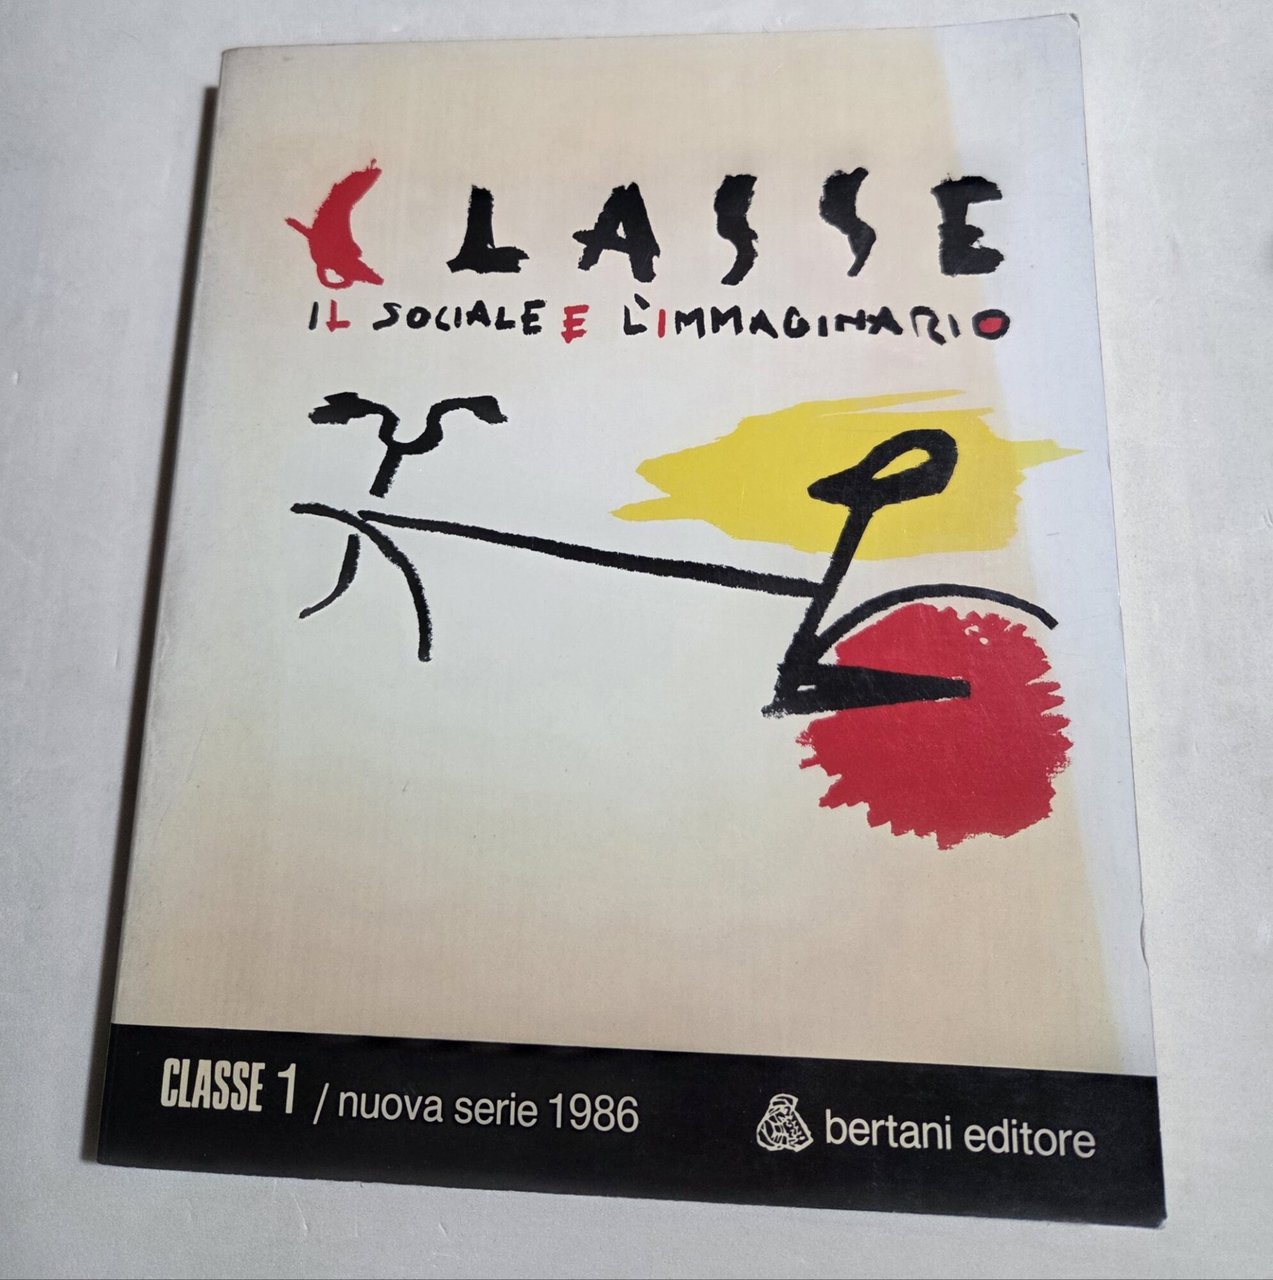 CLASSE
IL SOCIALE E L'IMMAGINARIO
CLASSE 1 / nuova serie 1986
bertani editore